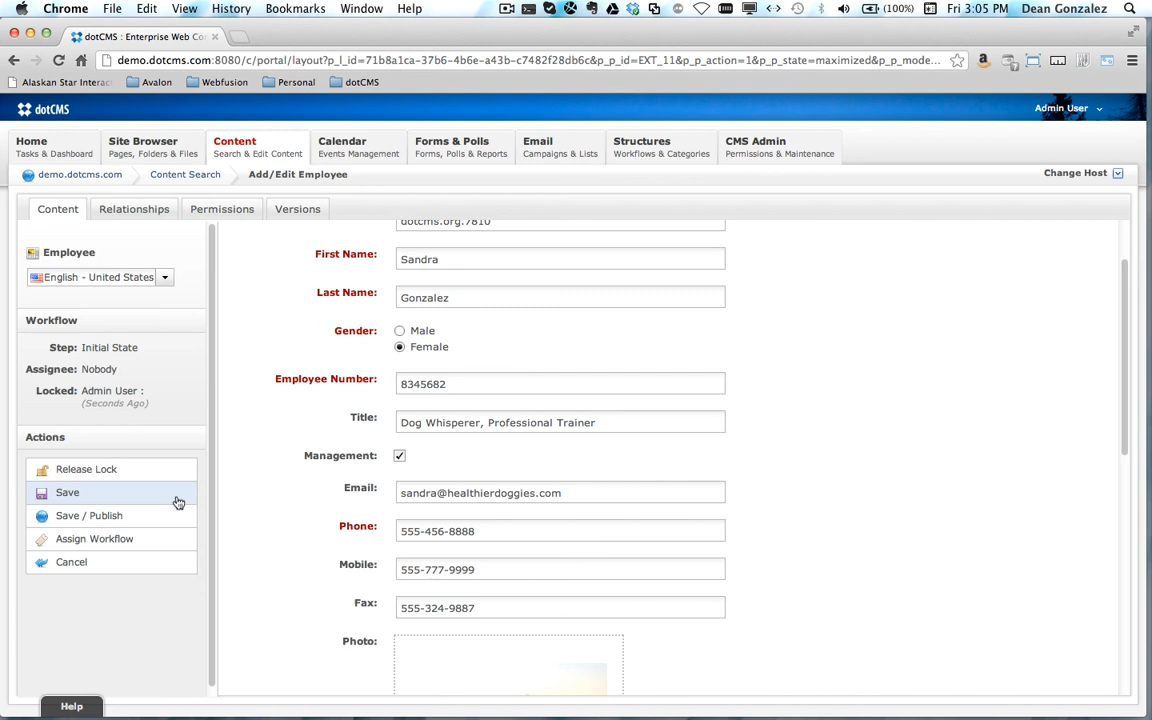 Chrome File Edit View History Bookmarks Window Help (100%) Fri 3:05 PM Dean Gonzalez
dotCMS : Enterprise Web Co
demo.dotcms.com:8080/c/portal/layout?p_l_id=71b8a1ca-37b6-4b6e-a43b-c7482f28db6c&p_p_id=EXT_11&p_p_action=1&p_p_state=maximized&p_p_mode...
Alaskan Star Interac Avalon Webfusion Personal dotCMS
dotCMS Admin User
Home Site Browser Content Calendar Forms & Polls Email Structures CMS Admin
Tasks & Dashboard Pages, Folders & Files Search & Edit Content Events Management Forms, Polls & Reports Campaigns & Lists Workflows & Categories Permissions & Maintenance
demo.dotcms.com Content Search Add/Edit Employee Change Host
Content Relationships Permissions Versions
dotcms.org.7810
Employee
English - United States
Workflow
Step: Initial State
Assignee: Nobody
Locked: Admin User :
(Seconds Ago)
Actions
Release Lock
Save
Save / Publish
Assign Workflow
Cancel
First Name: Sandra
Last Name: Gonzalez
Gender: Male
Female
Employee Number: 8345682
Title: Dog Whisperer, Professional Trainer
Management:
Email: sandra@healthierdoggies.com
Phone: 555-456-8888
Mobile: 555-777-9999
Fax: 555-324-9887
Photo:
Help